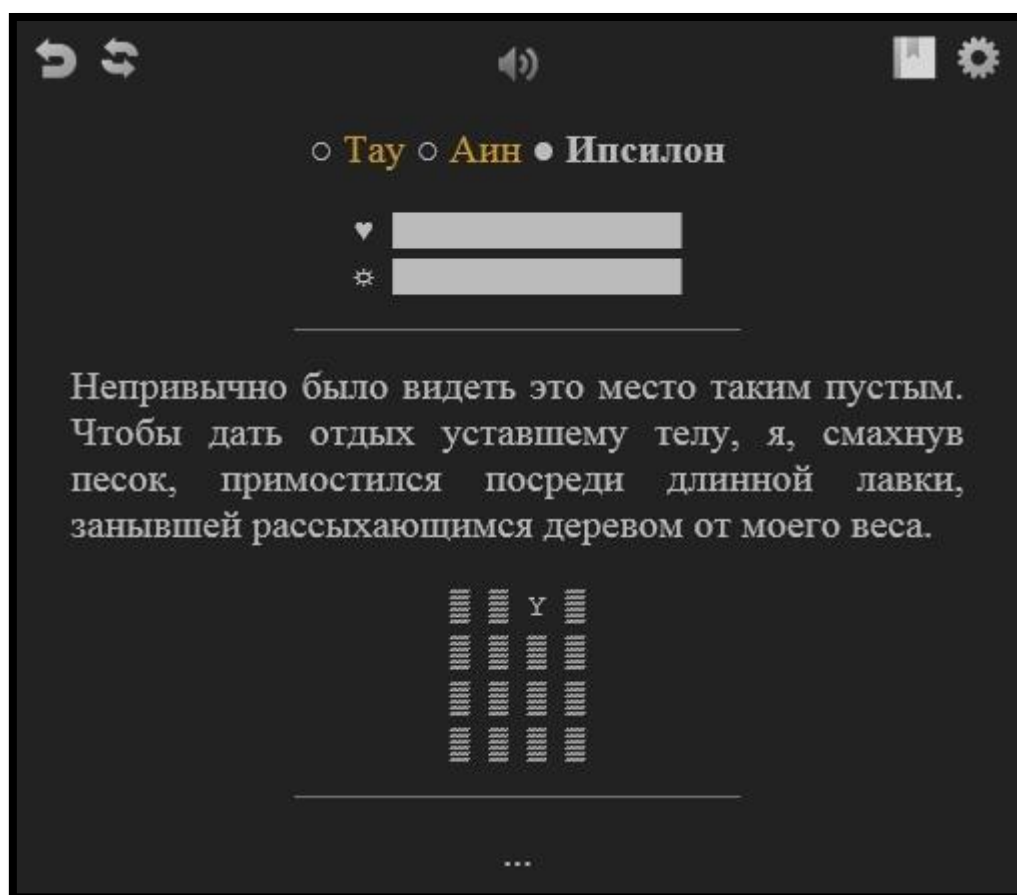 ○ Тау ○ Аин ● Ипсилон
♥
☼
Непривычно было видеть это место таким пустым.
Чтобы дать отдых уставшему телу, я, смахнув
песок, примостился посреди длинной лавки,
занывшей рассыхающимся деревом от моего веса.
▒ ▒ Y ▒
▒ ▒ ▒ ▒
▒ ▒ ▒ ▒
▒ ▒ ▒ ▒
...